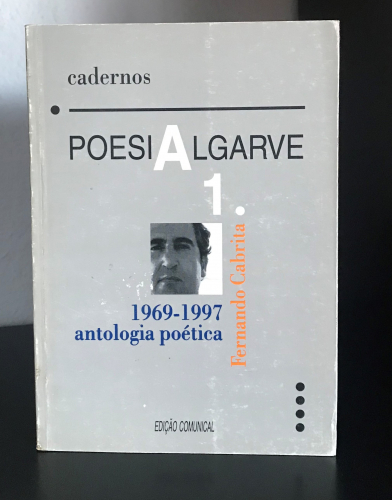 cadernos
POESIALGARVE
1.
Fernando Cabrita
1969-1997
antologia poética
EDIÇÃO COMUNICAL